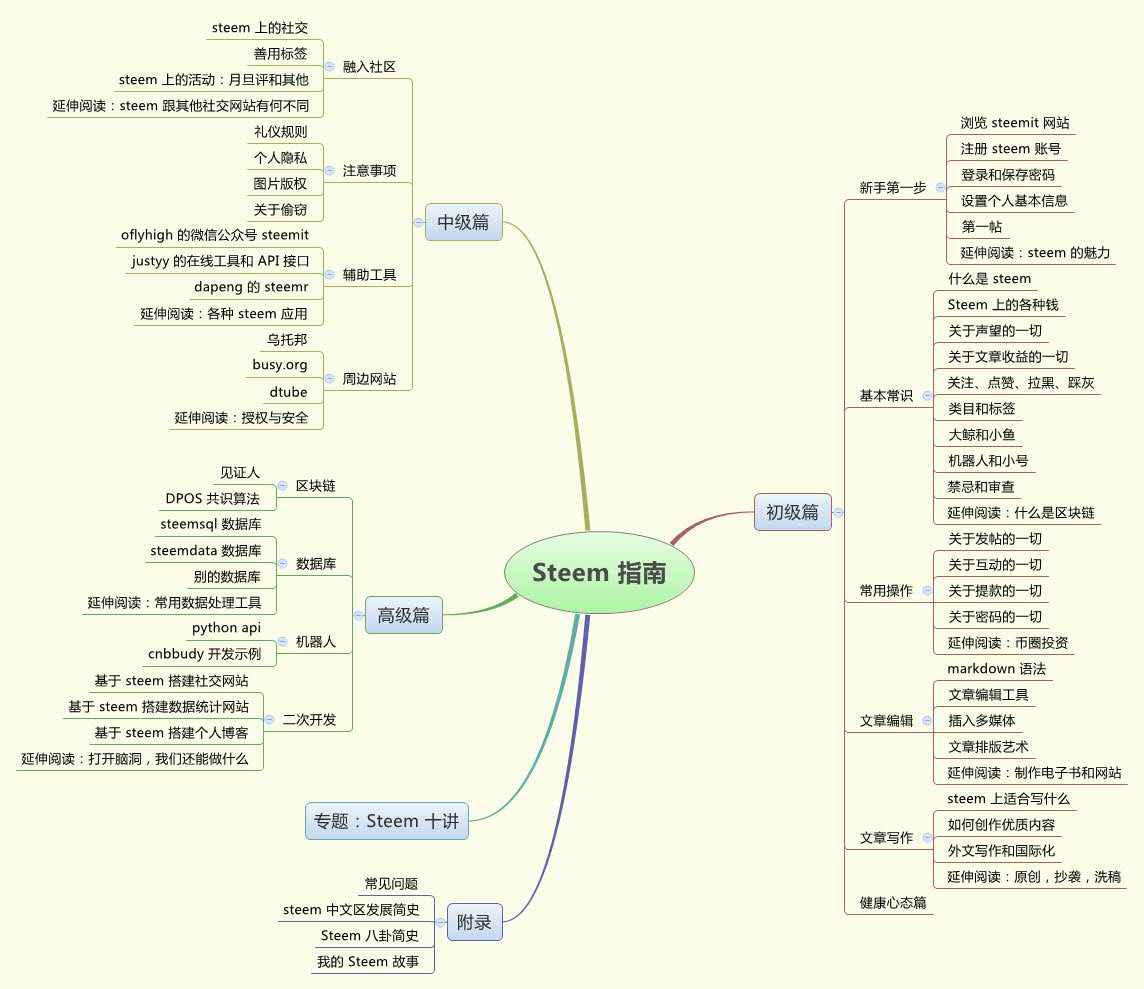 Steem 指南
初级篇
新手第一步
浏览 steemit 网站
注册 steem 账号
登录和保存密码
设置个人基本信息
第一帖
延伸阅读：steem 的魅力
基本常识
什么是 steem
Steem 上的各种钱
关于声望的一切
关于文章收益的一切
关注、点赞、拉黑、踩灰
类目和标签
大鲸和小鱼
机器人和小号
禁忌和审查
延伸阅读：什么是区块链
常用操作
关于发帖的一切
关于互动的一切
关于提款的一切
关于密码的一切
延伸阅读：币圈投资
文章编辑
markdown 语法
文章编辑工具
插入多媒体
文章排版艺术
延伸阅读：制作电子书和网站
文章写作
steem 上适合写什么
如何创作优质内容
外文写作和国际化
延伸阅读：原创，抄袭，洗稿
健康心态篇
中级篇
融入社区
steem 上的社交
善用标签
steem 上的活动：月旦评和其他
延伸阅读：steem 跟其他社交网站有何不同
注意事项
礼仪规则
个人隐私
图片版权
关于偷窃
辅助工具
oflyhigh 的微信公众号 steemit
justyy 的在线工具和 API 接口
dapeng 的 steemr
延伸阅读：各种 steem 应用
周边网站
乌托邦
busy.org
dtube
延伸阅读：授权与安全
高级篇
区块链
见证人
DPOS 共识算法
数据库
steemsql 数据库
steemdata 数据库
别的数据库
延伸阅读：常用数据处理工具
机器人
python api
cnbbudy 开发示例
二次开发
基于 steem 搭建社交网站
基于 steem 搭建数据统计网站
基于 steem 搭建个人博客
延伸阅读：打开脑洞，我们还能做什么
专题：Steem 十讲
附录
常见问题
steem 中文区发展简史
Steem 八卦简史
我的 Steem 故事